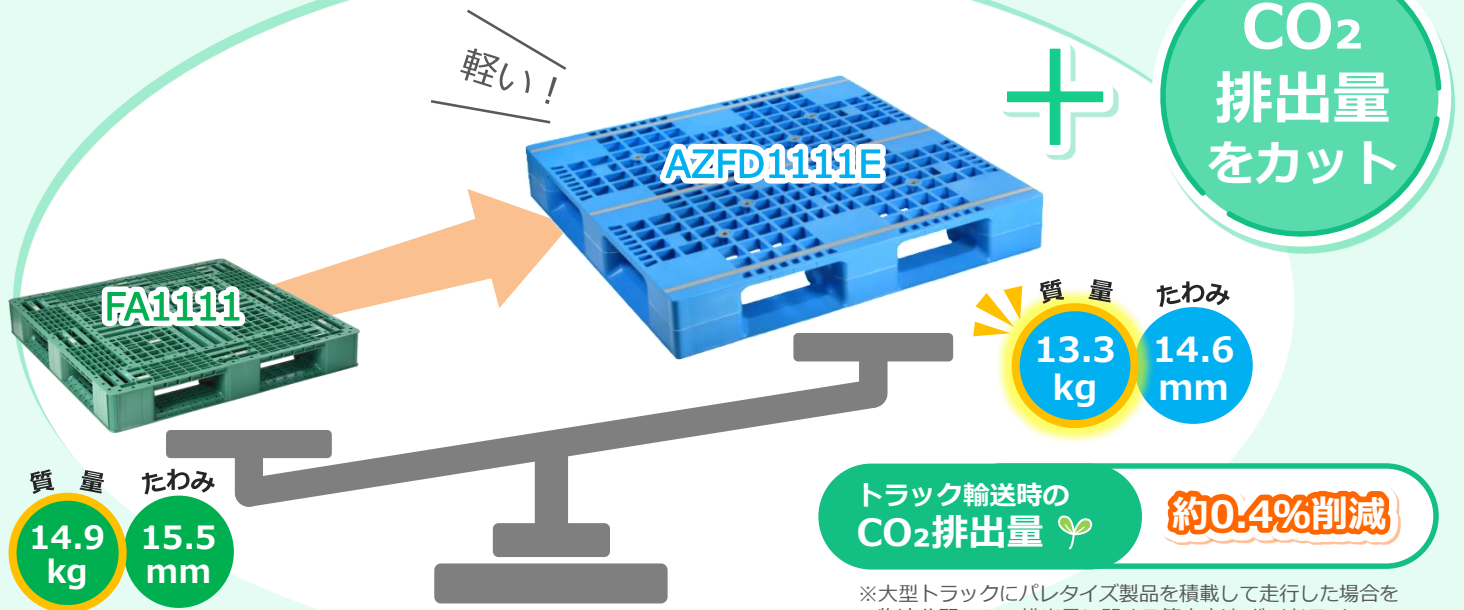 軽い！
AZFD1111E
CO₂
排出量
をカット
FA1111
質量 たわみ
13.3 kg
14.6 mm
質量 たわみ
14.9 kg
15.5 mm
トラック輸送時の
CO₂排出量
約0.4%削減
※大型トラックにパレタイズ製品を積載して走行した場合を